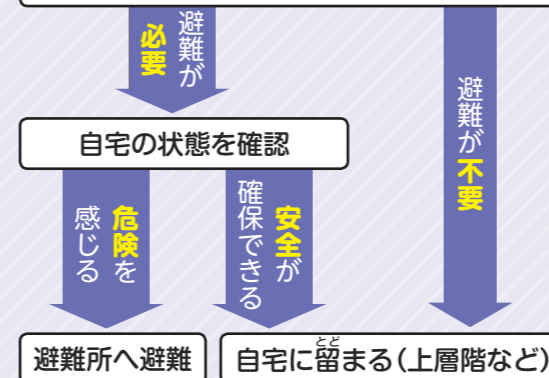 避難が
必要
避難が不要
自宅の状態を確認
危険を
感じる
安全が
確保できる
避難所へ避難
自宅に留まる（上層階など）
とど